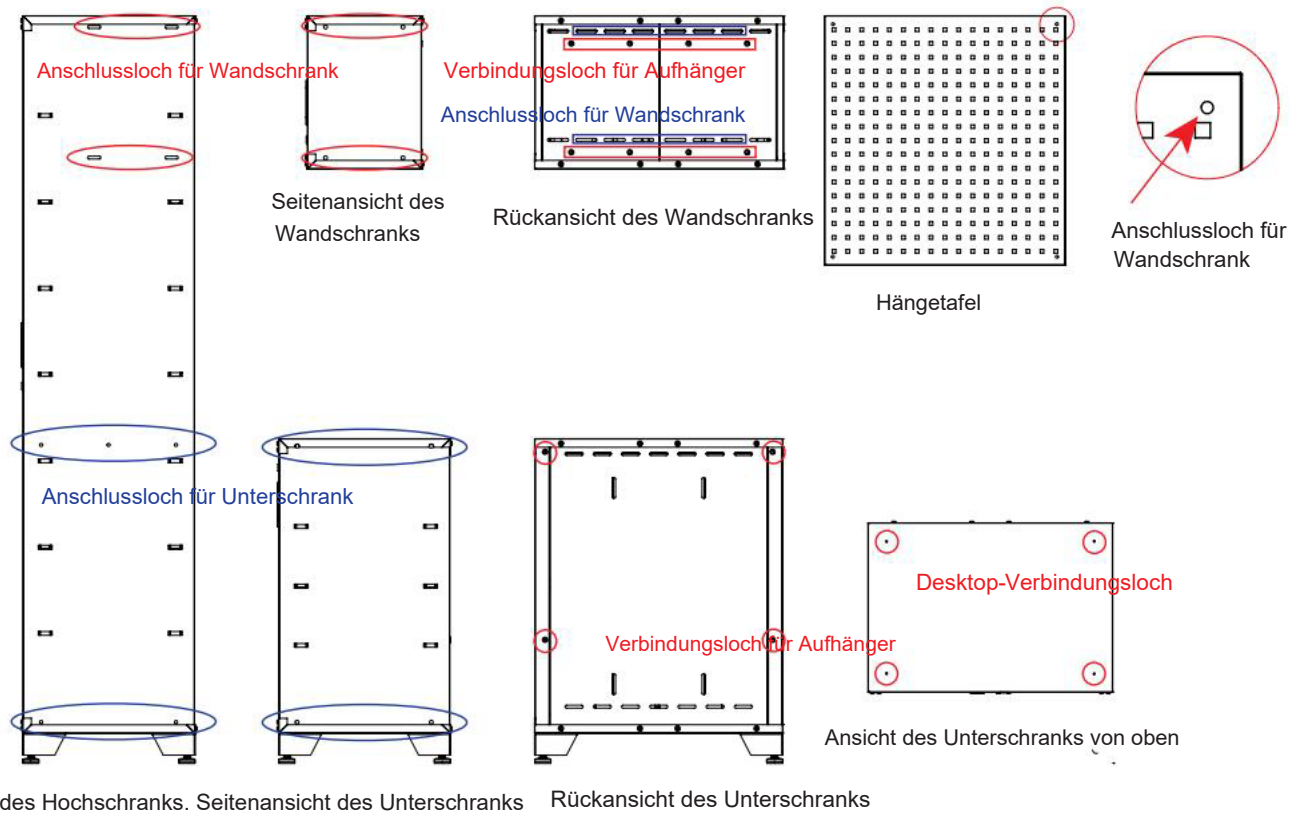 Anschlussloch für Wandschrank
Verbindungsloch für Aufhänger
Anschlussloch für Wandschrank
Seitenansicht des
Wandschranks
Rückansicht des Wandschranks
Anschlussloch für
Wandschrank
Hängetafel
Anschlussloch für Unterschrank
Desktop-Verbindungsloch
Verbindungsloch für Aufhänger
Ansicht des Unterschranks von oben
des Hochschranks. Seitenansicht des Unterschranks
Rückansicht des Unterschranks